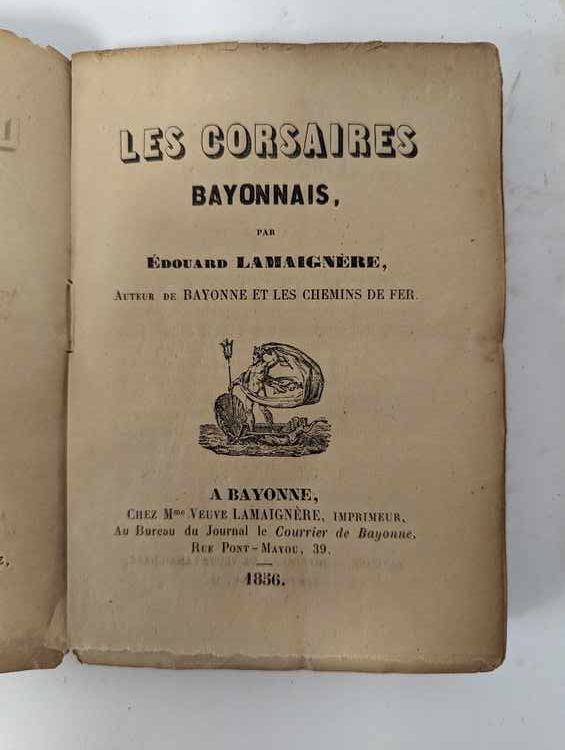 LES CORSAIRES
BAYONNAIS,
PAR
ÉDOUARD LAMAIGNÈRE,
AUTEUR DE BAYONNE ET LES CHEMINS DE FER.
A BAYONNE,
CHEZ Mme VEUVE LAMAIGNÈRE, IMPRIMEUR,
Au Bureau du Journal le Courrier de Bayonne,
RUE PONT-MAYOU, 39.
1856.